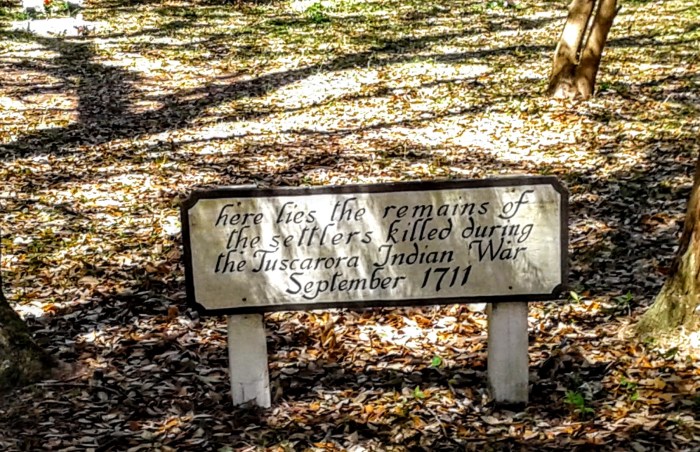 here lies the remains of
the settlers killed during
the Tuscarora Indian War
September 1711